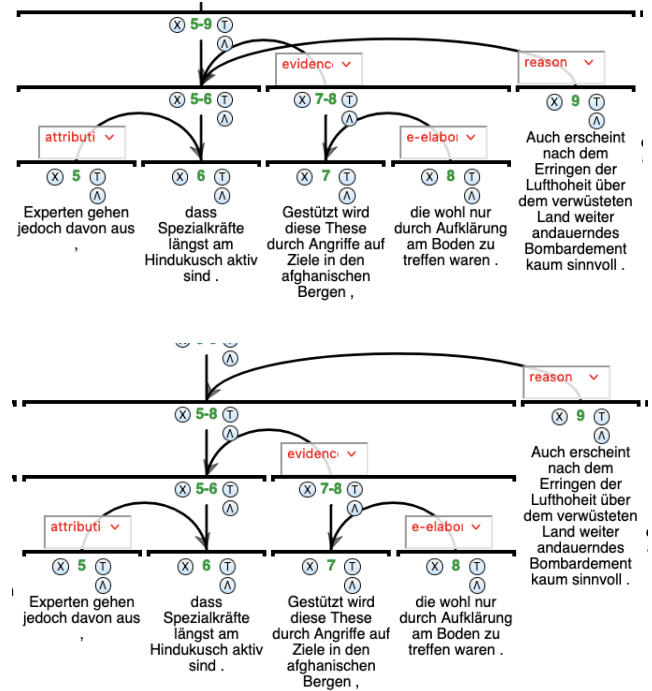 5-9
evidenc
reason
5-6
7-8
9
attributi
e-elabo
5
6
7
8
Experten gehen
jedoch davon aus
,
dass
Spezialkräfte
längst am
Hindukusch aktiv
sind .
Gestützt wird
diese These
durch Angriffe auf
Ziele in den
afghanischen
Bergen ,
die wohl nur
durch Aufklärung
am Boden zu
treffen waren .
Auch erscheint
nach dem
Erringen der
Lufthoheit über
dem verwüsteten
Land weiter
andauerndes
Bombardement
kaum sinnvoll .
reason
5-8
9
evidenc
5-6
7-8
attributi
e-elabo
5
6
7
8
Experten gehen
jedoch davon aus
,
dass
Spezialkräfte
längst am
Hindukusch aktiv
sind .
Gestützt wird
diese These
durch Angriffe auf
Ziele in den
afghanischen
Bergen ,
die wohl nur
durch Aufklärung
am Boden zu
treffen waren .
Auch erscheint
nach dem
Erringen der
Lufthoheit über
dem verwüsteten
Land weiter
andauerndes
Bombardement
kaum sinnvoll .